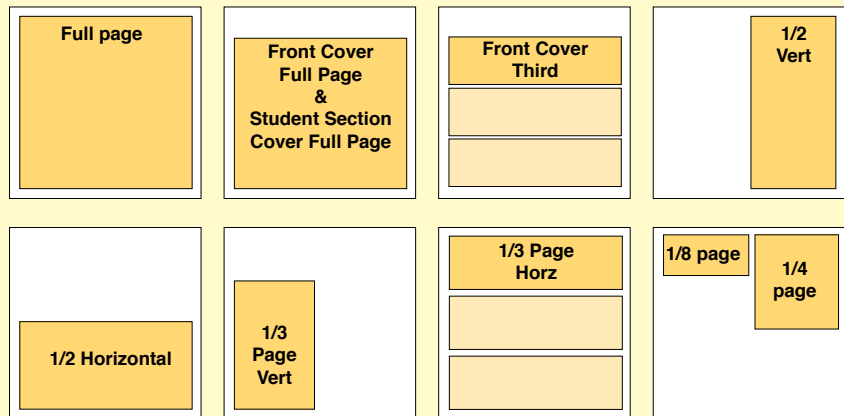 Full page
Front Cover
Full Page
&
Student Section
Cover Full Page
Front Cover
Third
1/2
Vert
1/2 Horizontal
1/3
Page
Vert
1/3 Page
Horz
1/8 page
1/4
page